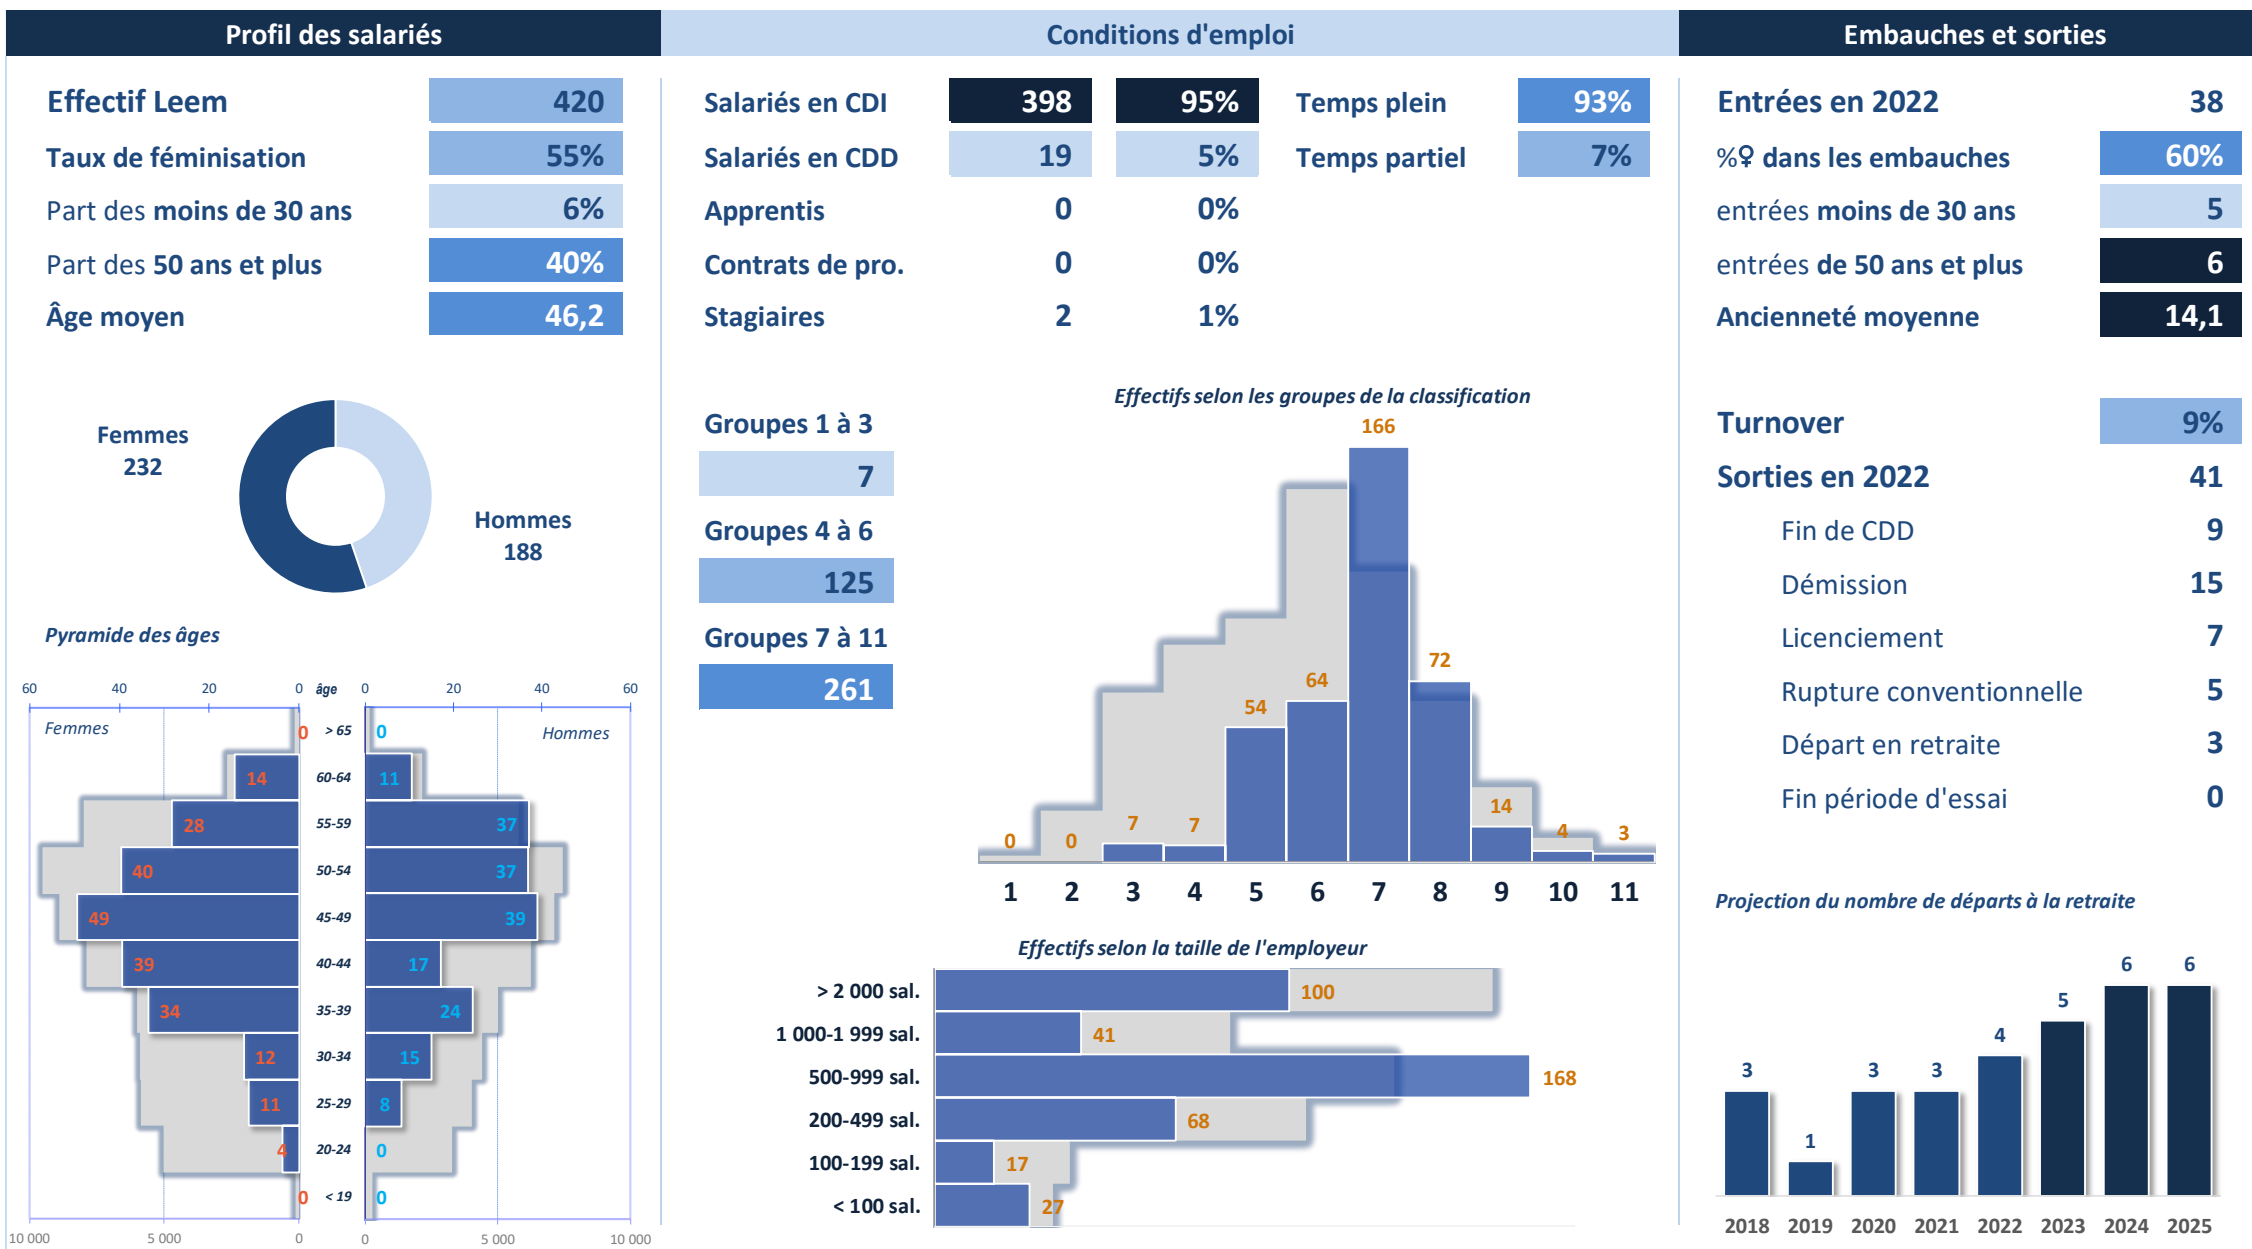 Profil des salariés
Effectif Leem 420
Taux de féminisation 55%
Part des moins de 30 ans 6%
Part des 50 ans et plus 40%
Âge moyen 46,2
Femmes
232
Hommes
188
Pyramide des âges
60 40 20 0 âge 0 20 40 60
Femmes Hommes
0 > 65 0
14 60-64 11
28 55-59 37
40 50-54 37
49 45-49 39
39 40-44 17
34 35-39 24
12 30-34 15
11 25-29 8
4 20-24 0
0 < 19 0
10 000 5 000 0 0 5 000 10 000
Conditions d'emploi
Salariés en CDI 398 95% Temps plein 93%
Salariés en CDD 19 5% Temps partiel 7%
Apprentis 0 0%
Contrats de pro. 0 0%
Stagiaires 2 1%
Groupes 1 à 3
7
Groupes 4 à 6
125
Groupes 7 à 11
261
Effectifs selon les groupes de la classification
0 0 7 7 54 64 166 72 14 4 3
1 2 3 4 5 6 7 8 9 10 11
Effectifs selon la taille de l'employeur
> 2 000 sal. 100
1 000-1 999 sal. 41
500-999 sal. 168
200-499 sal. 68
100-199 sal. 17
< 100 sal. 27
Embauches et sorties
Entrées en 2022 38
%♀ dans les embauches 60%
entrées moins de 30 ans 5
entrées de 50 ans et plus 6
Ancienneté moyenne 14,1
Turnover 9%
Sorties en 2022 41
Fin de CDD 9
Démission 15
Licenciement 7
Rupture conventionnelle 5
Départ en retraite 3
Fin période d'essai 0
Projection du nombre de départs à la retraite
3 1 3 3 4 5 6 6
2018 2019 2020 2021 2022 2023 2024 2025